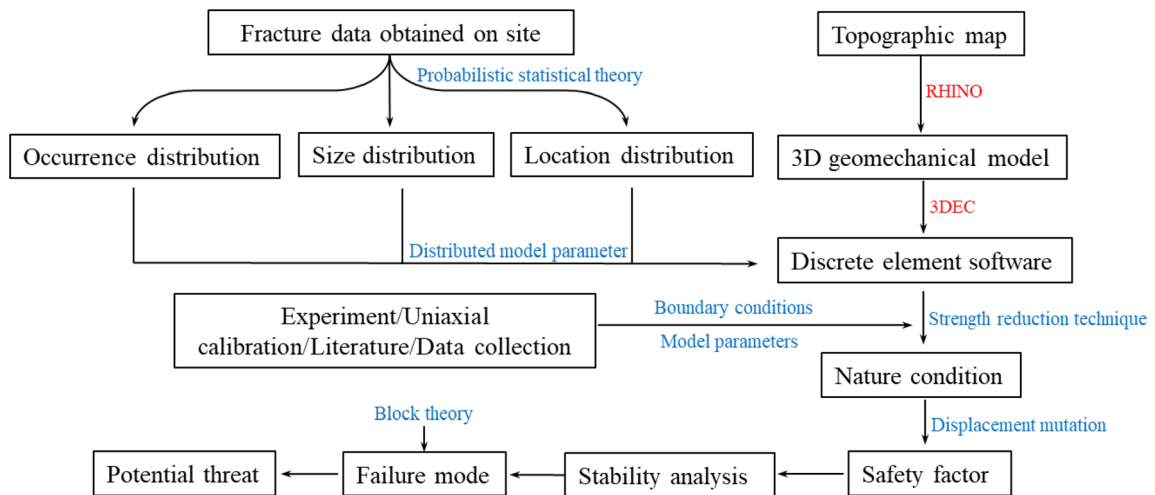 Fracture data obtained on site
Topographic map
Probabilistic statistical theory
RHINO
Occurrence distribution
Size distribution
Location distribution
3D geomechanical model
3DEC
Distributed model parameter
Discrete element software
Experiment/Uniaxial
calibration/Literature/Data collection
Boundary conditions
Model parameters
Strength reduction technique
Nature condition
Block theory
Displacement mutation
Potential threat
Failure mode
Stability analysis
Safety factor